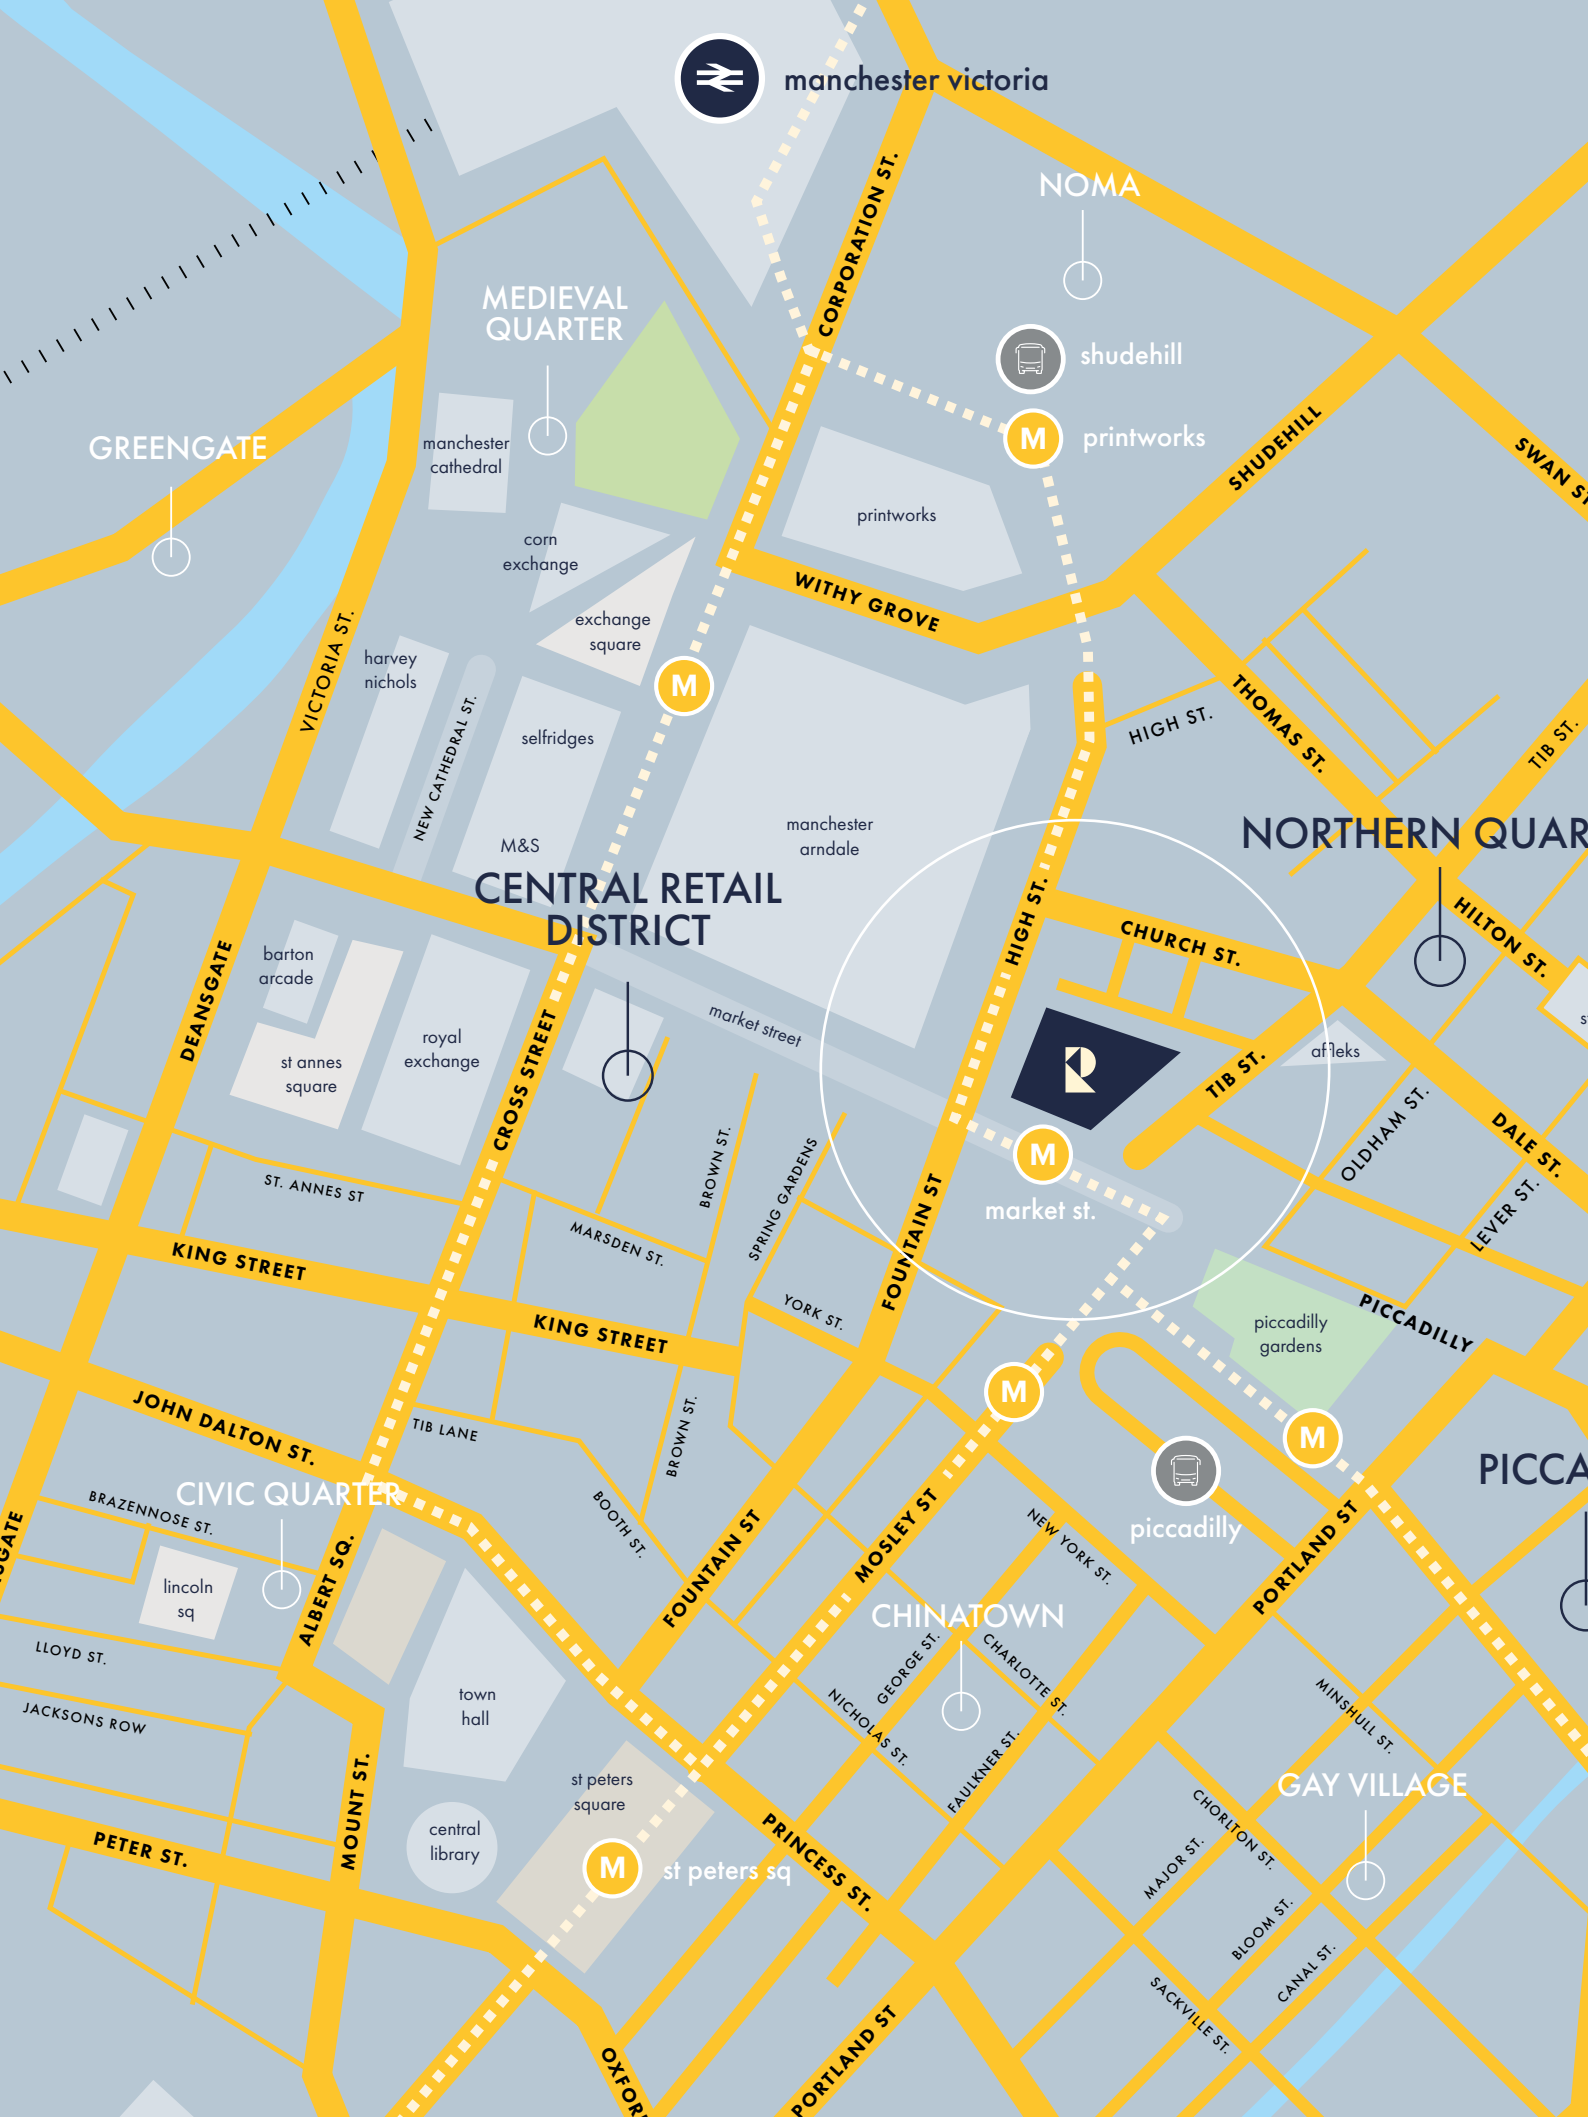 manchester victoria
CORPORATION ST.
NOMA
MEDIEVAL
QUARTER
shudehill
M
printworks
SHUDEHILL
SWAN ST
GREENGATE
manchester
cathedral
printworks
corn
exchange
WITHY GROVE
exchange
square
VICTORIA ST.
harvey
nichols
M
NEW CATHEDRAL ST.
selfridges
HIGH ST.
THOMAS ST.
TIB ST.
M&S
manchester
arndale
NORTHERN QUAR
CENTRAL RETAIL
DISTRICT
HIGH ST.
CHURCH ST.
HILTON ST.
barton
arcade
DEANSGATE
royal
exchange
st annes
square
CROSS STREET
market street
R
TIB ST.
affleks
s
OLDHAM ST.
DALE ST.
M
market st.
BROWN ST.
SPRING GARDENS
ST. ANNES ST
MARSDEN ST.
FOUNTAIN ST
LEVER ST.
KING STREET
KING STREET
YORK ST.
piccadilly
gardens
PICCADILLY
M
JOHN DALTON ST.
TIB LANE
BROWN ST.
M
PICCA
piccadilly
CIVIC QUARTER
BRAZENNOSE ST.
GATE
ALBERT SQ.
BOOTH ST.
FOUNTAIN ST
MOSLEY ST
NEW YORK ST.
PORTLAND ST
lincoln
sq
CHINATOWN
LLOYD ST.
GEORGE ST.
CHARLOTTE ST.
JACKSONS ROW
town
hall
NICHOLAS ST.
FAULKNER ST.
MINSHULL ST.
MOUNT ST.
st peters
square
GAY VILLAGE
central
library
PETER ST.
M
st peters sq
PRINCESS ST.
CHORLTON ST.
MAJOR ST.
BLOOM ST.
CANAL ST.
SACKVILLE ST.
OXFOR
PORTLAND ST